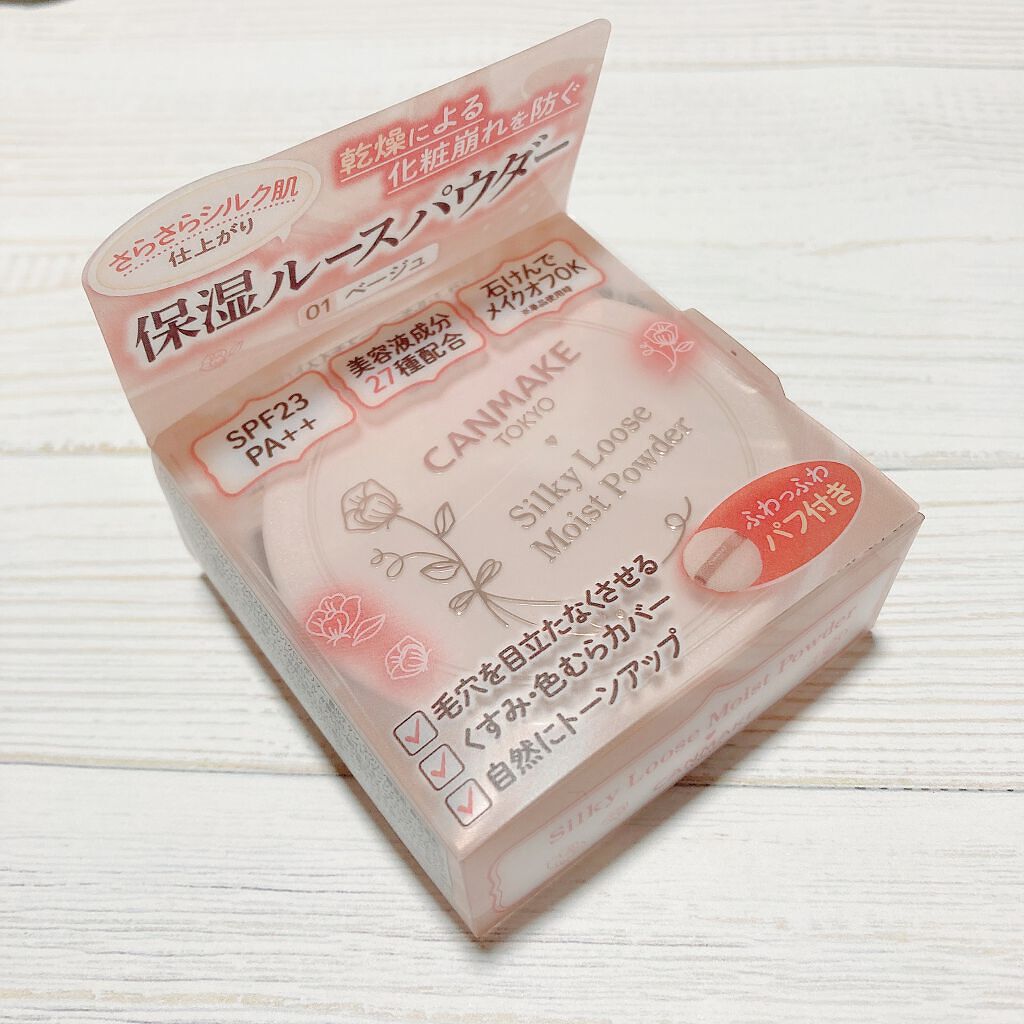 乾燥による
化粧崩れを防ぐ
さらさらシルク肌
仕上がり
保湿ルースパウダー
01 ベージュ
SPF23
PA++
美容液成分
27種配合
石けんで
メイクオフOK
※単品使用時
CANMAKE
TOKYO
Silky Loose
Moist Powder
ふわっふわ
パフ付き
毛穴を目立たなくさせる
くすみ・色むらカバー
自然にトーンアップ
Silky Loose Moist Powder